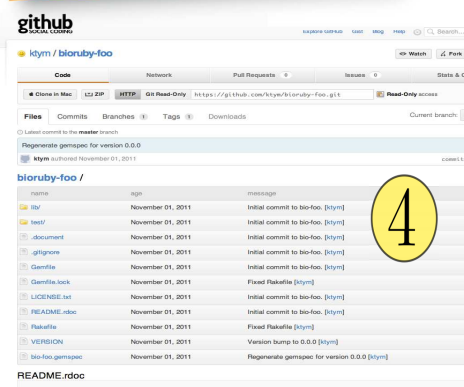 github
SOCIAL CODING
Explore GitHub Gist Blog Help Search...
ktym / bioruby-foo
Watch Fork
Code Network Pull Requests 0 Issues 0 Stats &
Clone in Mac ZIP HTTP Git Read-Only https://github.com/ktym/bioruby-foo.git Read-Only access
Files Commits Branches 1 Tags 1 Downloads Current branch:
Latest commit to the master branch
Regenerate gemspec for version 0.0.0
ktym authored November 01, 2011
bioruby-foo /
name age message
lib/ November 01, 2011 Initial commit to bio-foo. [ktym]
test/ November 01, 2011 Initial commit to bio-foo. [ktym]
.document November 01, 2011 Initial commit to bio-foo. [ktym]
.gitignore November 01, 2011 Initial commit to bio-foo. [ktym]
Gemfile November 01, 2011 Initial commit to bio-foo. [ktym]
Gemfile.lock November 01, 2011 Fixed Rakefile [ktym]
LICENSE.txt November 01, 2011 Initial commit to bio-foo. [ktym]
README.rdoc November 01, 2011 Initial commit to bio-foo. [ktym]
Rakefile November 01, 2011 Fixed Rakefile [ktym]
VERSION November 01, 2011 Version bump to 0.0.0 [ktym]
bio-foo.gemspec November 01, 2011 Regenerate gemspec for version 0.0.0 [ktym]
4
README.rdoc